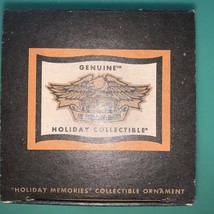 GENUINE™
HOLIDAY COLLECTIBLE®
"HOLIDAY MEMORIES" COLLECTIBLE ORNAMENT